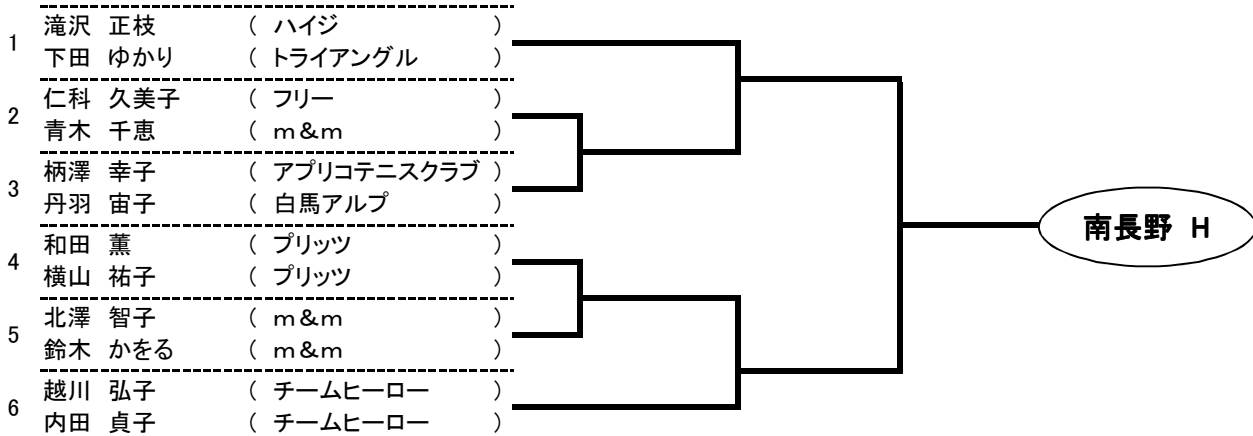 1
滝沢 正枝 ( ハイジ )
下田 ゆかり ( トライアングル )
2
仁科 久美子 ( フリー )
青木 千恵 ( m&m )
3
柄澤 幸子 ( アプリコテニスクラブ )
丹羽 宙子 ( 白馬アルプ )
4
和田 薫 ( プリッツ )
横山 祐子 ( プリッツ )
5
北澤 智子 ( m&m )
鈴木 かをる ( m&m )
6
越川 弘子 ( チームヒーロー )
内田 貞子 ( チームヒーロー )
南長野 H